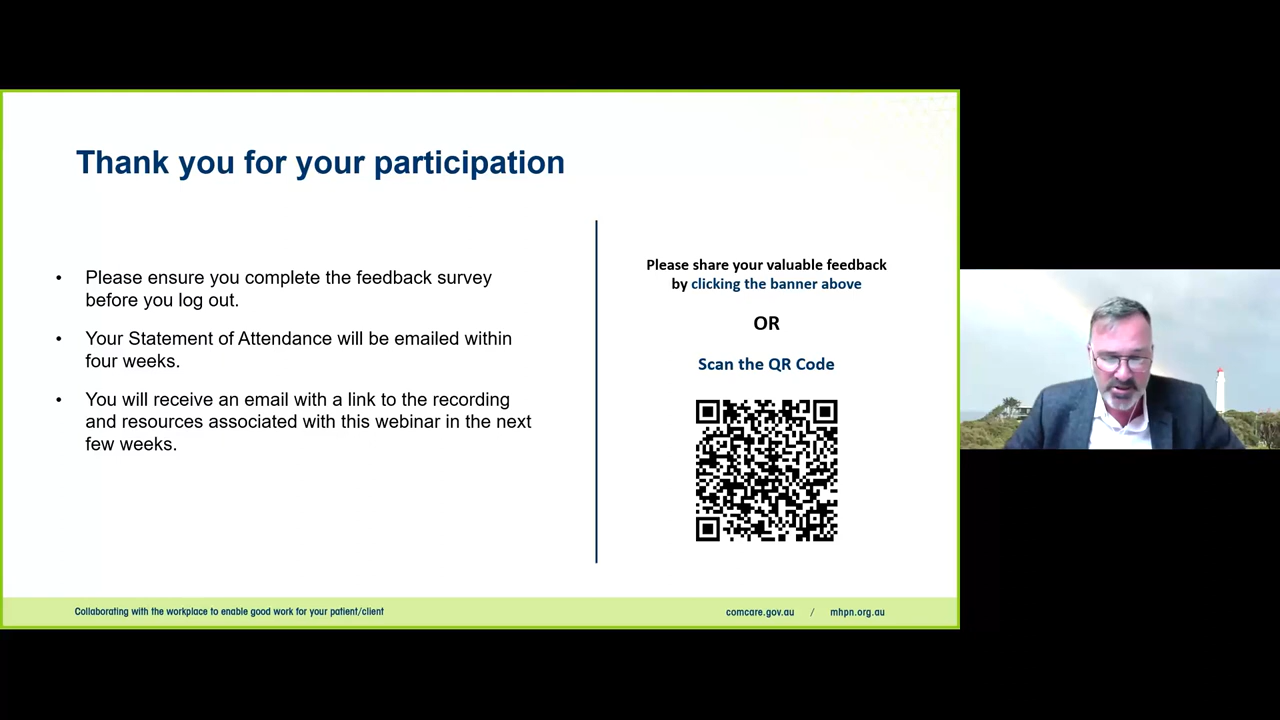 Thank you for your participation
• Please ensure you complete the feedback survey
before you log out.
• Your Statement of Attendance will be emailed within
four weeks.
• You will receive an email with a link to the recording
and resources associated with this webinar in the next
few weeks.
Please share your valuable feedback
by clicking the banner above
OR
Scan the QR Code
Collaborating with the workplace to enable good work for your patient/client
comcare.gov.au / mhpn.org.au